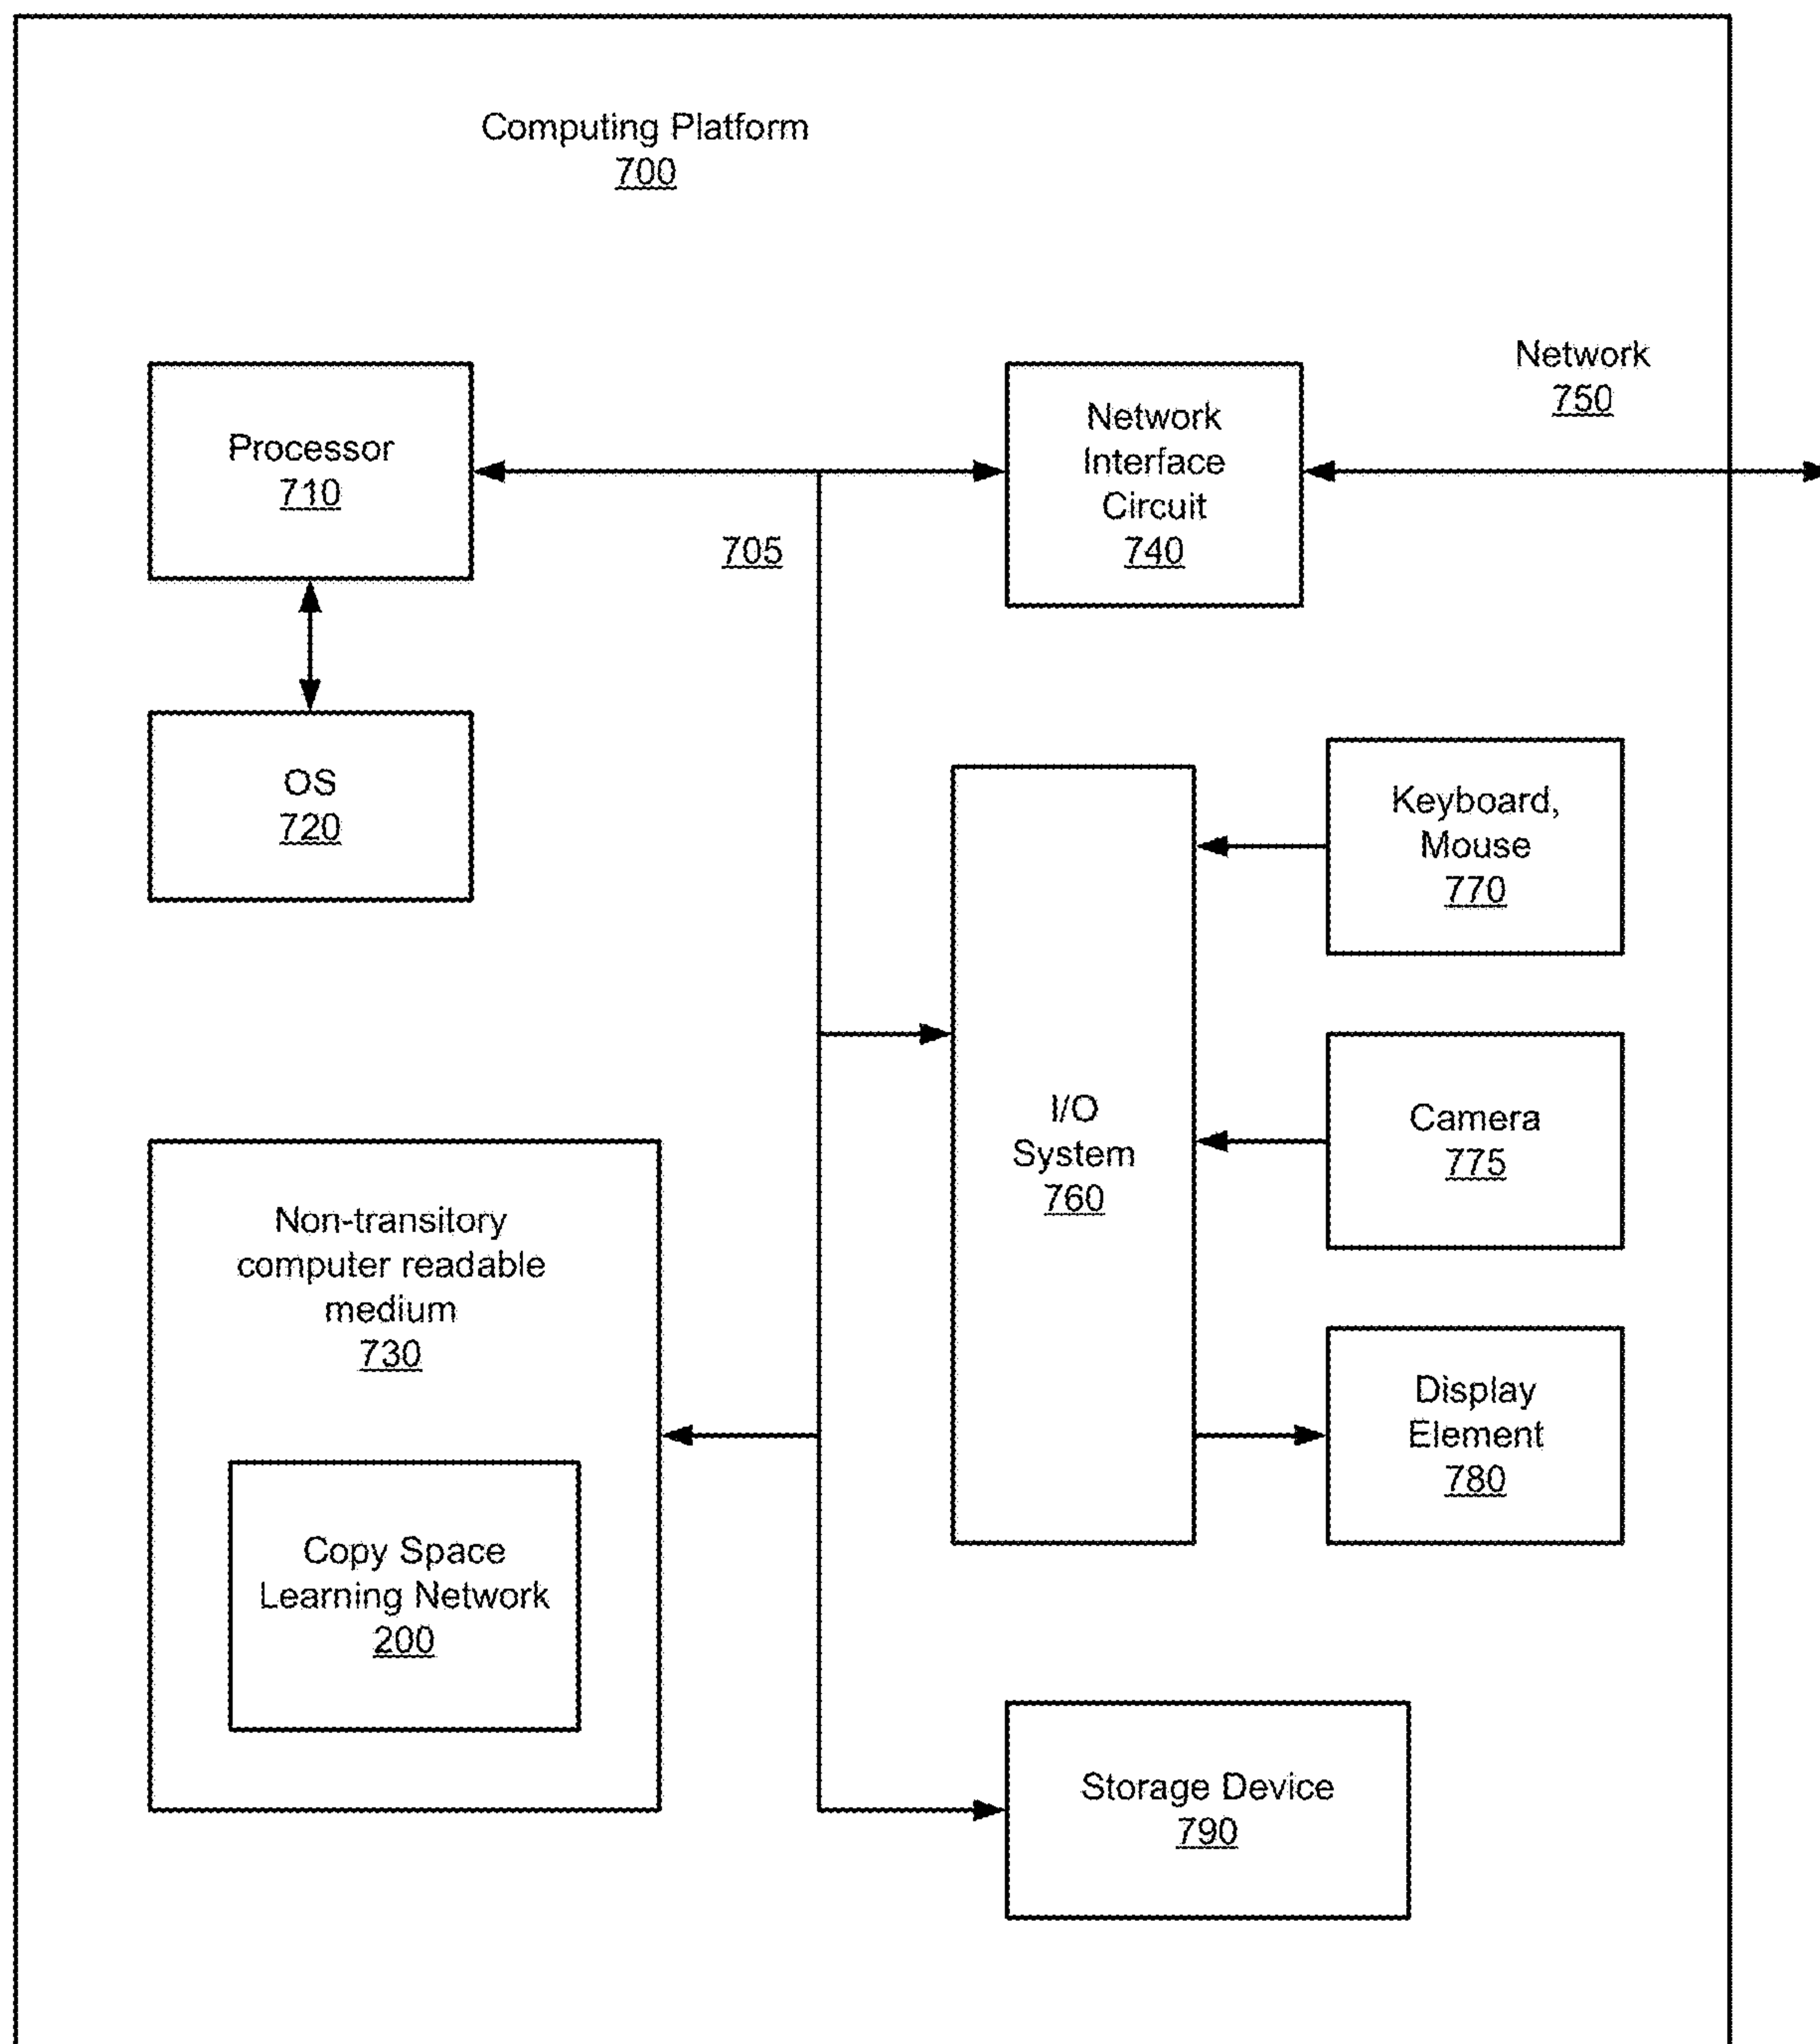 Computing Platform
700
Processor
710
705
Network
Interface
Circuit
740
Network
750
OS
720
Keyboard,
Mouse
770
I/O
System
760
Camera
775
Non-transitory
computer readable
medium
730
Display
Element
780
Copy Space
Learning Network
200
Storage Device
790